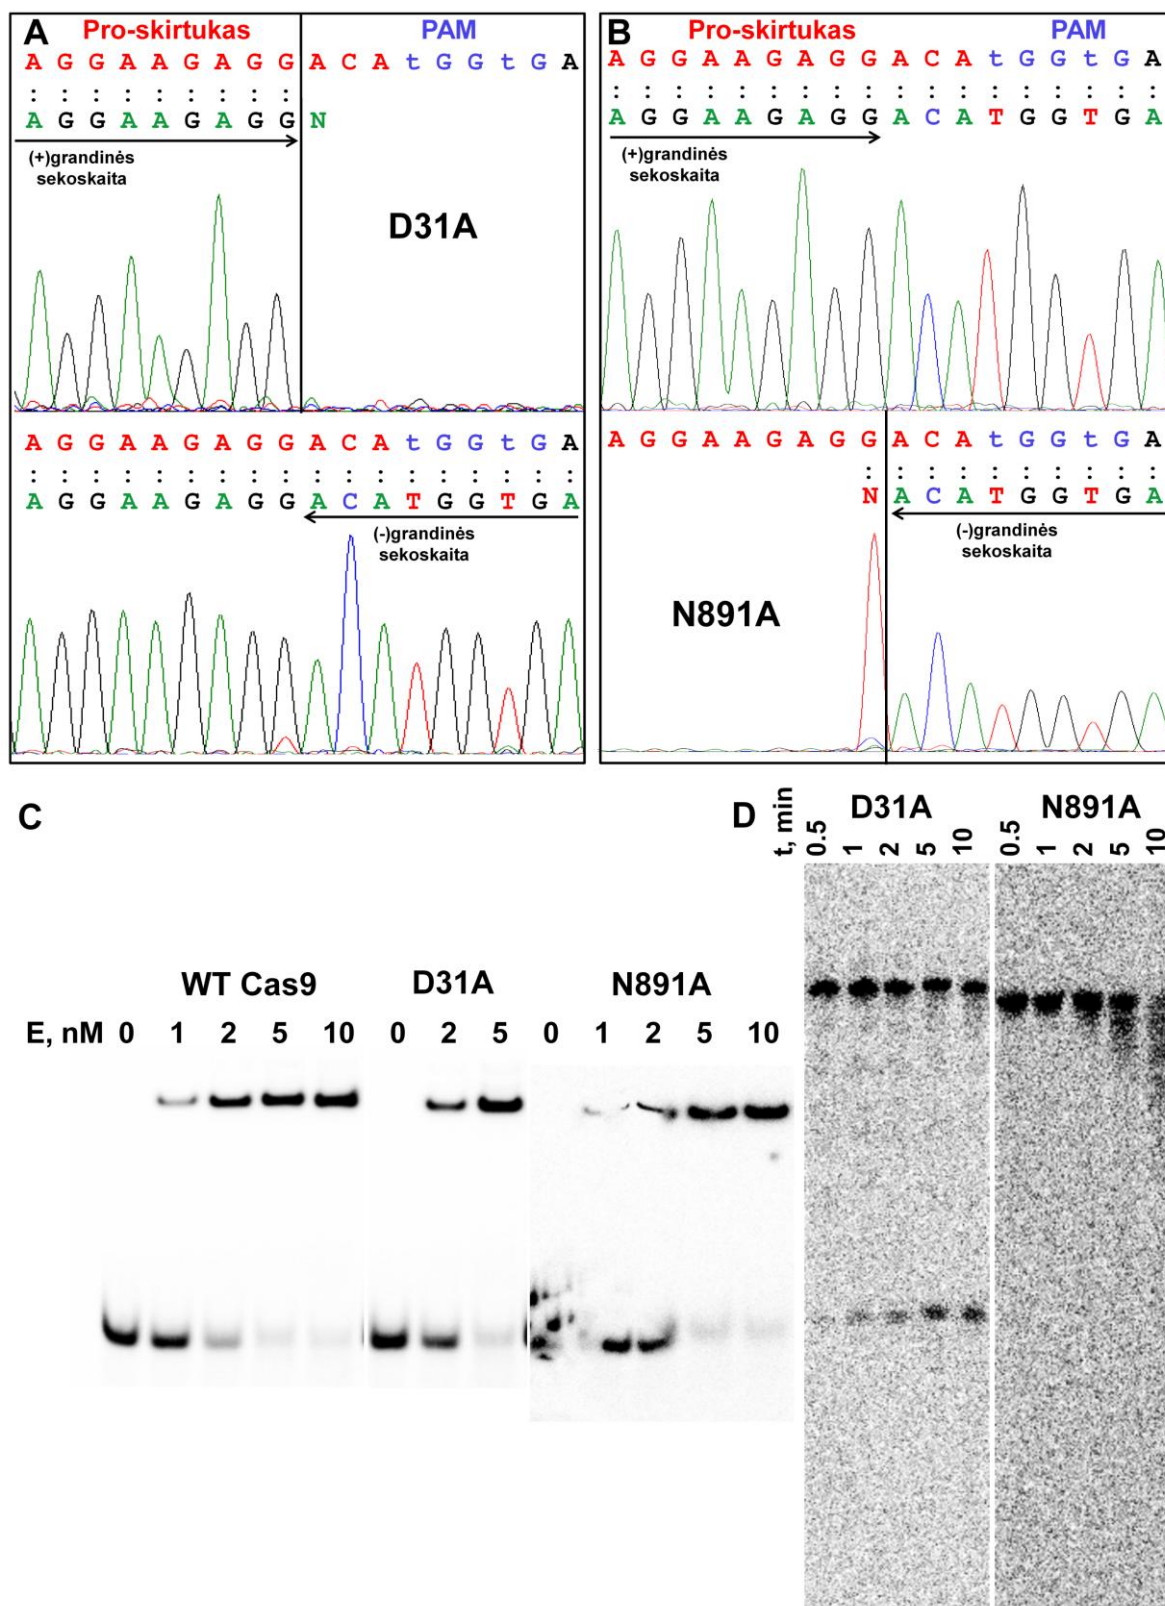 A
Pro-skirtukas PAM
A G G A A G A G G A C A t G G t G A
: : : : : : : : :
A G G A A G A G G N
(+)grandinės
sekoskaita
D31A
A G G A A G A G G A C A t G G t G A
: : : : : : : : : : : : : : : : : :
A G G A A G A G G A C A T G G T G A
(-)grandinės
sekoskaita
B
Pro-skirtukas PAM
A G G A A G A G G A C A t G G t G A
: : : : : : : : : : : : : : : : : :
A G G A A G A G G A C A T G G T G A
(+)grandinės
sekoskaita
A G G A A G A G G A C A t G G t G A
: : : : : : : : : :
N A C A T G G T G A
(-)grandinės
sekoskaita
N891A
C
WT Cas9 D31A N891A
E, nM 0 1 2 5 10 0 2 5 0 1 2 5 10
D
D31A N891A
t, min 0.5 1 2 5 10 0.5 1 2 5 10